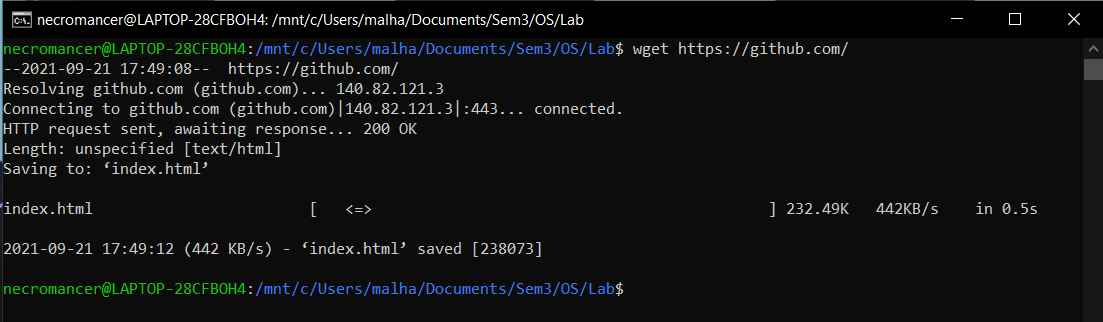 necromancer@LAPTOP-28CFBOH4: /mnt/c/Users/malha/Documents/Sem3/OS/Lab
necromancer@LAPTOP-28CFBOH4:/mnt/c/Users/malha/Documents/Sem3/OS/Lab$ wget https://github.com/
--2021-09-21 17:49:08--  https://github.com/
Resolving github.com (github.com)... 140.82.121.3
Connecting to github.com (github.com)|140.82.121.3|:443... connected.
HTTP request sent, awaiting response... 200 OK
Length: unspecified [text/html]
Saving to: ‘index.html’
index.html                        [   <=>                                            ] 232.49K   442KB/s    in 0.5s
2021-09-21 17:49:12 (442 KB/s) - ‘index.html’ saved [238073]
necromancer@LAPTOP-28CFBOH4:/mnt/c/Users/malha/Documents/Sem3/OS/Lab$